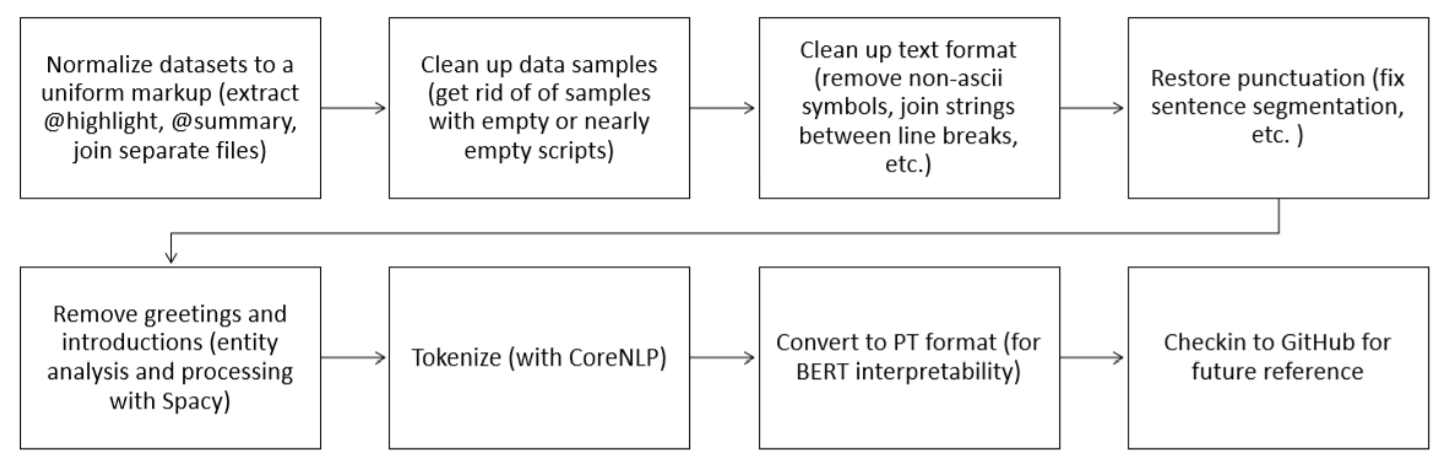 Normalize datasets to a
uniform markup (extract
@highlight, @summary,
join separate files)
Clean up data samples
(get rid of of samples
with empty or nearly
empty scripts)
Clean up text format
(remove non-ascii
symbols, join strings
between line breaks,
etc.)
Restore punctuation (fix
sentence segmentation,
etc. )
Remove greetings and
introductions (entity
analysis and processing
with Spacy)
Tokenize (with CoreNLP)
Convert to PT format (for
BERT interpretability)
Checkin to GitHub for
future reference